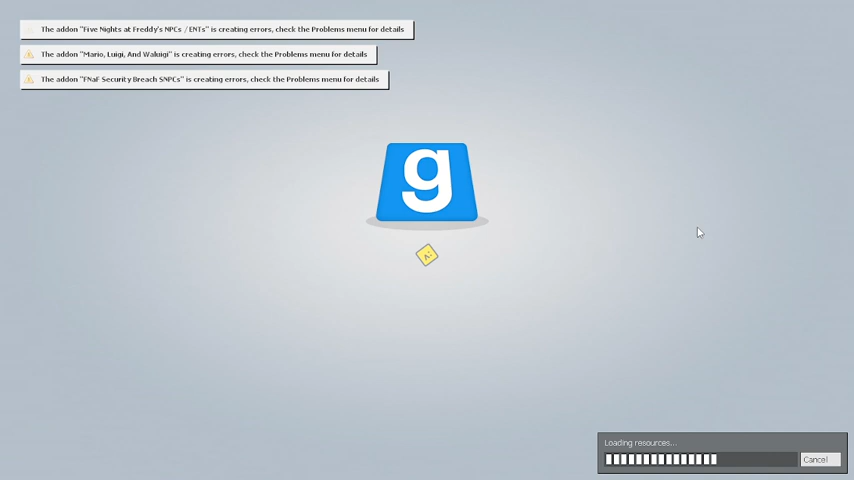 The addon "Five Nights at Freddy's NPCs / ENTs" is creating errors, check the Problems menu for details
The addon "Mario, Luigi, And Waluigi" is creating errors, check the Problems menu for details
The addon "FNaF Security Breach SNPCs" is creating errors, check the Problems menu for details
g
Loading resources...
Cancel